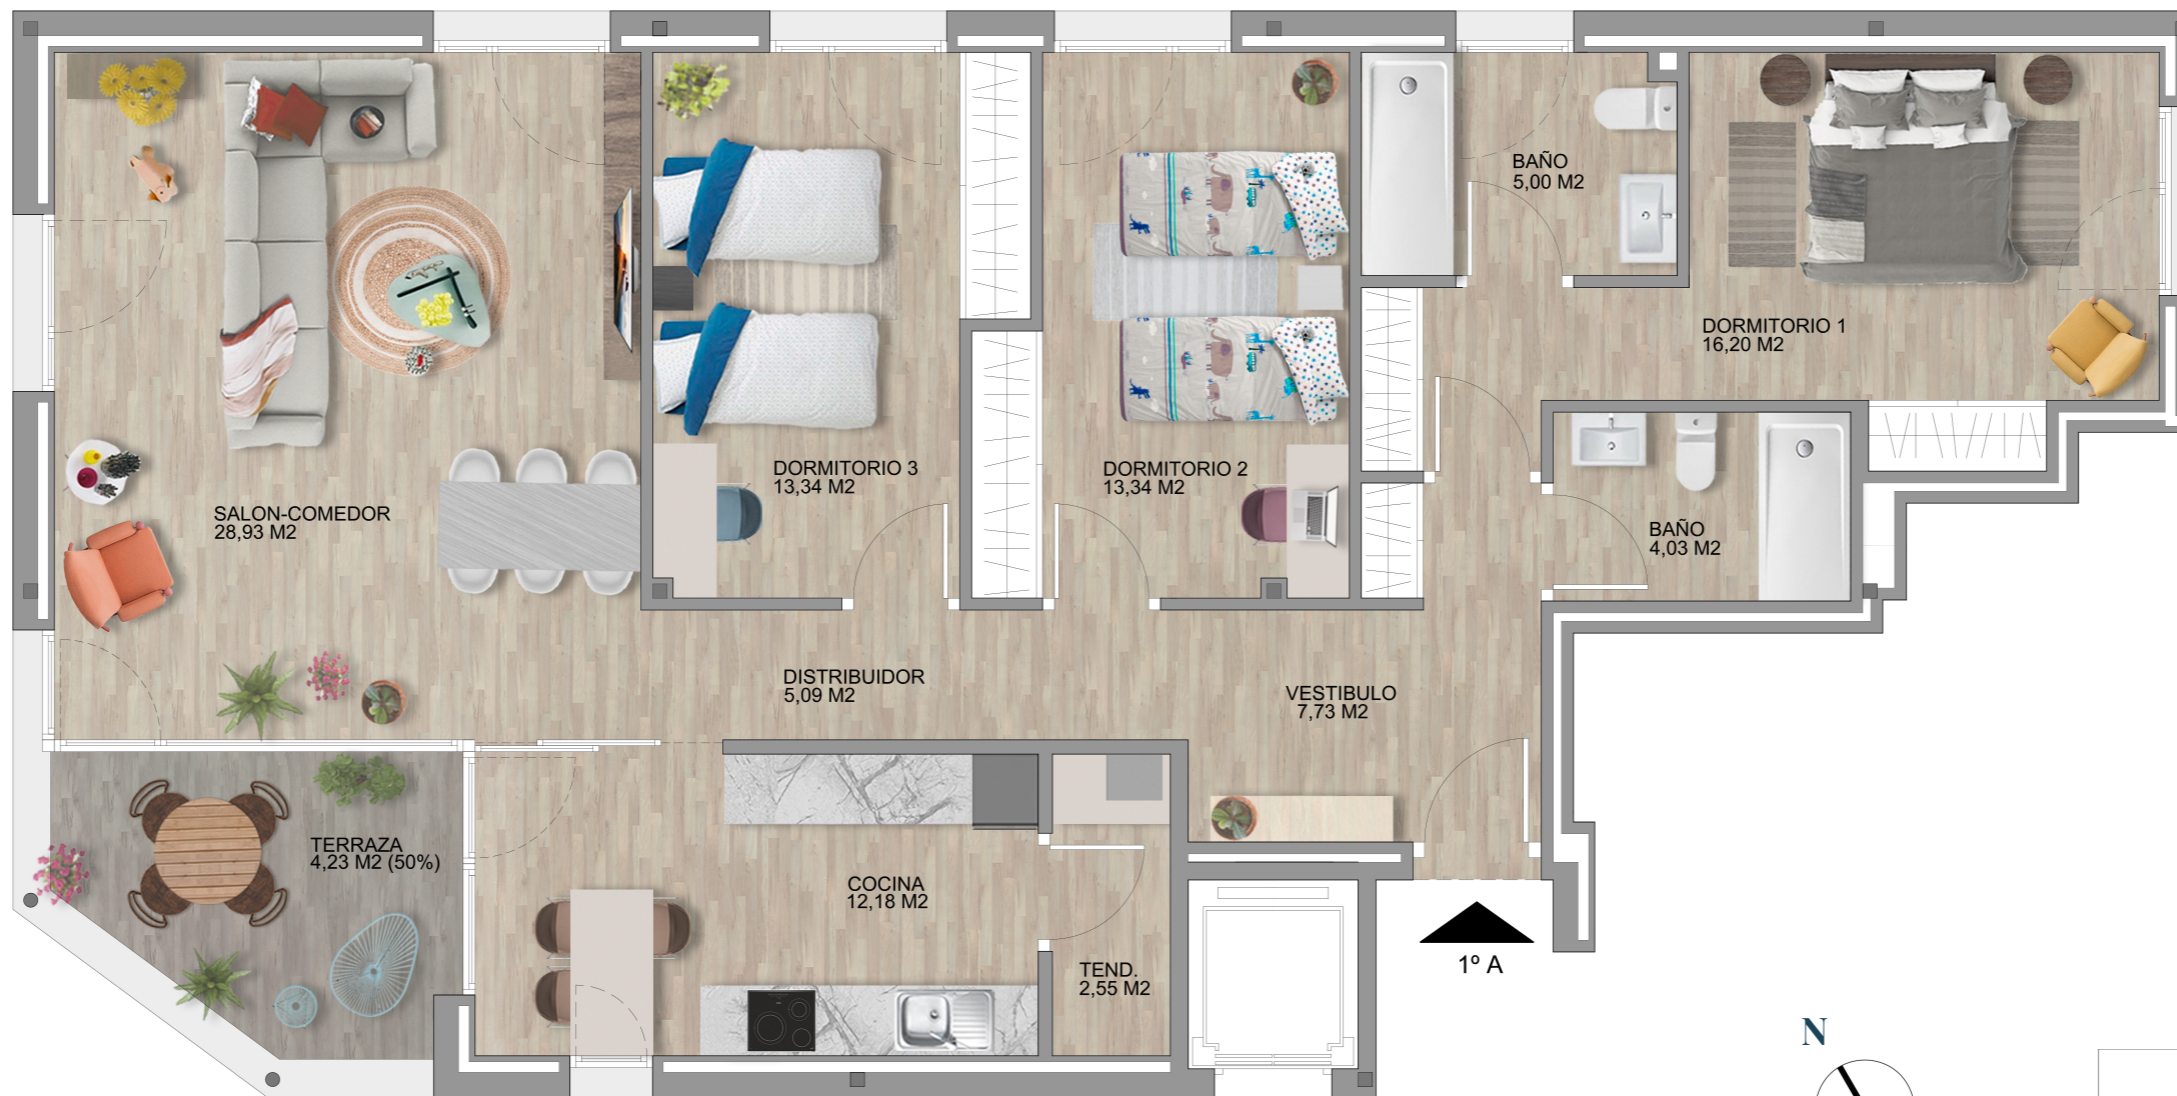 BAÑO
5,00 M2
DORMITORIO 1
16,20 M2
DORMITORIO 3
13,34 M2
DORMITORIO 2
13,34 M2
SALON-COMEDOR
28,93 M2
BAÑO
4,03 M2
DISTRIBUIDOR
5,09 M2
VESTIBULO
7,73 M2
TERRAZA
4,23 M2 (50%)
COCINA
12,18 M2
TEND.
2,55 M2
1º A
N